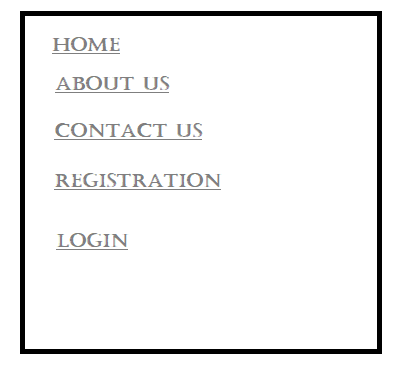 HOME
ABOUT US
CONTACT US
REGISTRATION
LOGIN